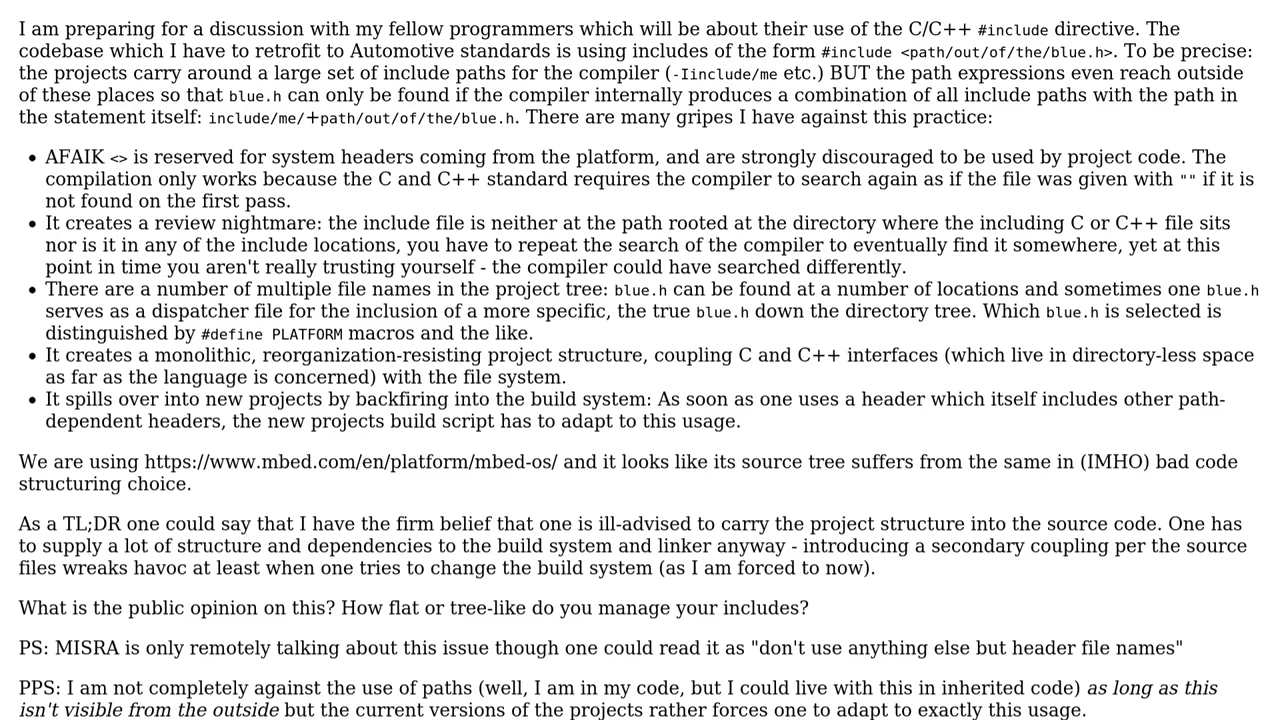 I am preparing for a discussion with my fellow programmers which will be about their use of the C/C++ #include directive. The
codebase which I have to retrofit to Automotive standards is using includes of the form #include <path/out/of/the/blue.h>. To be precise:
the projects carry around a large set of include paths for the compiler (-Iinclude/me etc.) BUT the path expressions even reach outside
of these places so that blue.h can only be found if the compiler internally produces a combination of all include paths with the path in
the statement itself: include/me/+path/out/of/the/blue.h. There are many gripes I have against this practice:
• AFAIK <> is reserved for system headers coming from the platform, and are strongly discouraged to be used by project code. The
compilation only works because the C and C++ standard requires the compiler to search again as if the file was given with "" if it is
not found on the first pass.
• It creates a review nightmare: the include file is neither at the path rooted at the directory where the including C or C++ file sits
nor is it in any of the include locations, you have to repeat the search of the compiler to eventually find it somewhere, yet at this
point in time you aren't really trusting yourself - the compiler could have searched differently.
• There are a number of multiple file names in the project tree: blue.h can be found at a number of locations and sometimes one blue.h
serves as a dispatcher file for the inclusion of a more specific, the true blue.h down the directory tree. Which blue.h is selected is
distinguished by #define PLATFORM macros and the like.
• It creates a monolithic, reorganization-resisting project structure, coupling C and C++ interfaces (which live in directory-less space
as far as the language is concerned) with the file system.
• It spills over into new projects by backfiring into the build system: As soon as one uses a header which itself includes other path-
dependent headers, the new projects build script has to adapt to this usage.
We are using https://www.mbed.com/en/platform/mbed-os/ and it looks like its source tree suffers from the same in (IMHO) bad code
structuring choice.
As a TL;DR one could say that I have the firm belief that one is ill-advised to carry the project structure into the source code. One has
to supply a lot of structure and dependencies to the build system and linker anyway - introducing a secondary coupling per the source
files wreaks havoc at least when one tries to change the build system (as I am forced to now).
What is the public opinion on this? How flat or tree-like do you manage your includes?
PS: MISRA is only remotely talking about this issue though one could read it as "don't use anything else but header file names"
PPS: I am not completely against the use of paths (well, I am in my code, but I could live with this in inherited code) as long as this
isn't visible from the outside but the current versions of the projects rather forces one to adapt to exactly this usage.